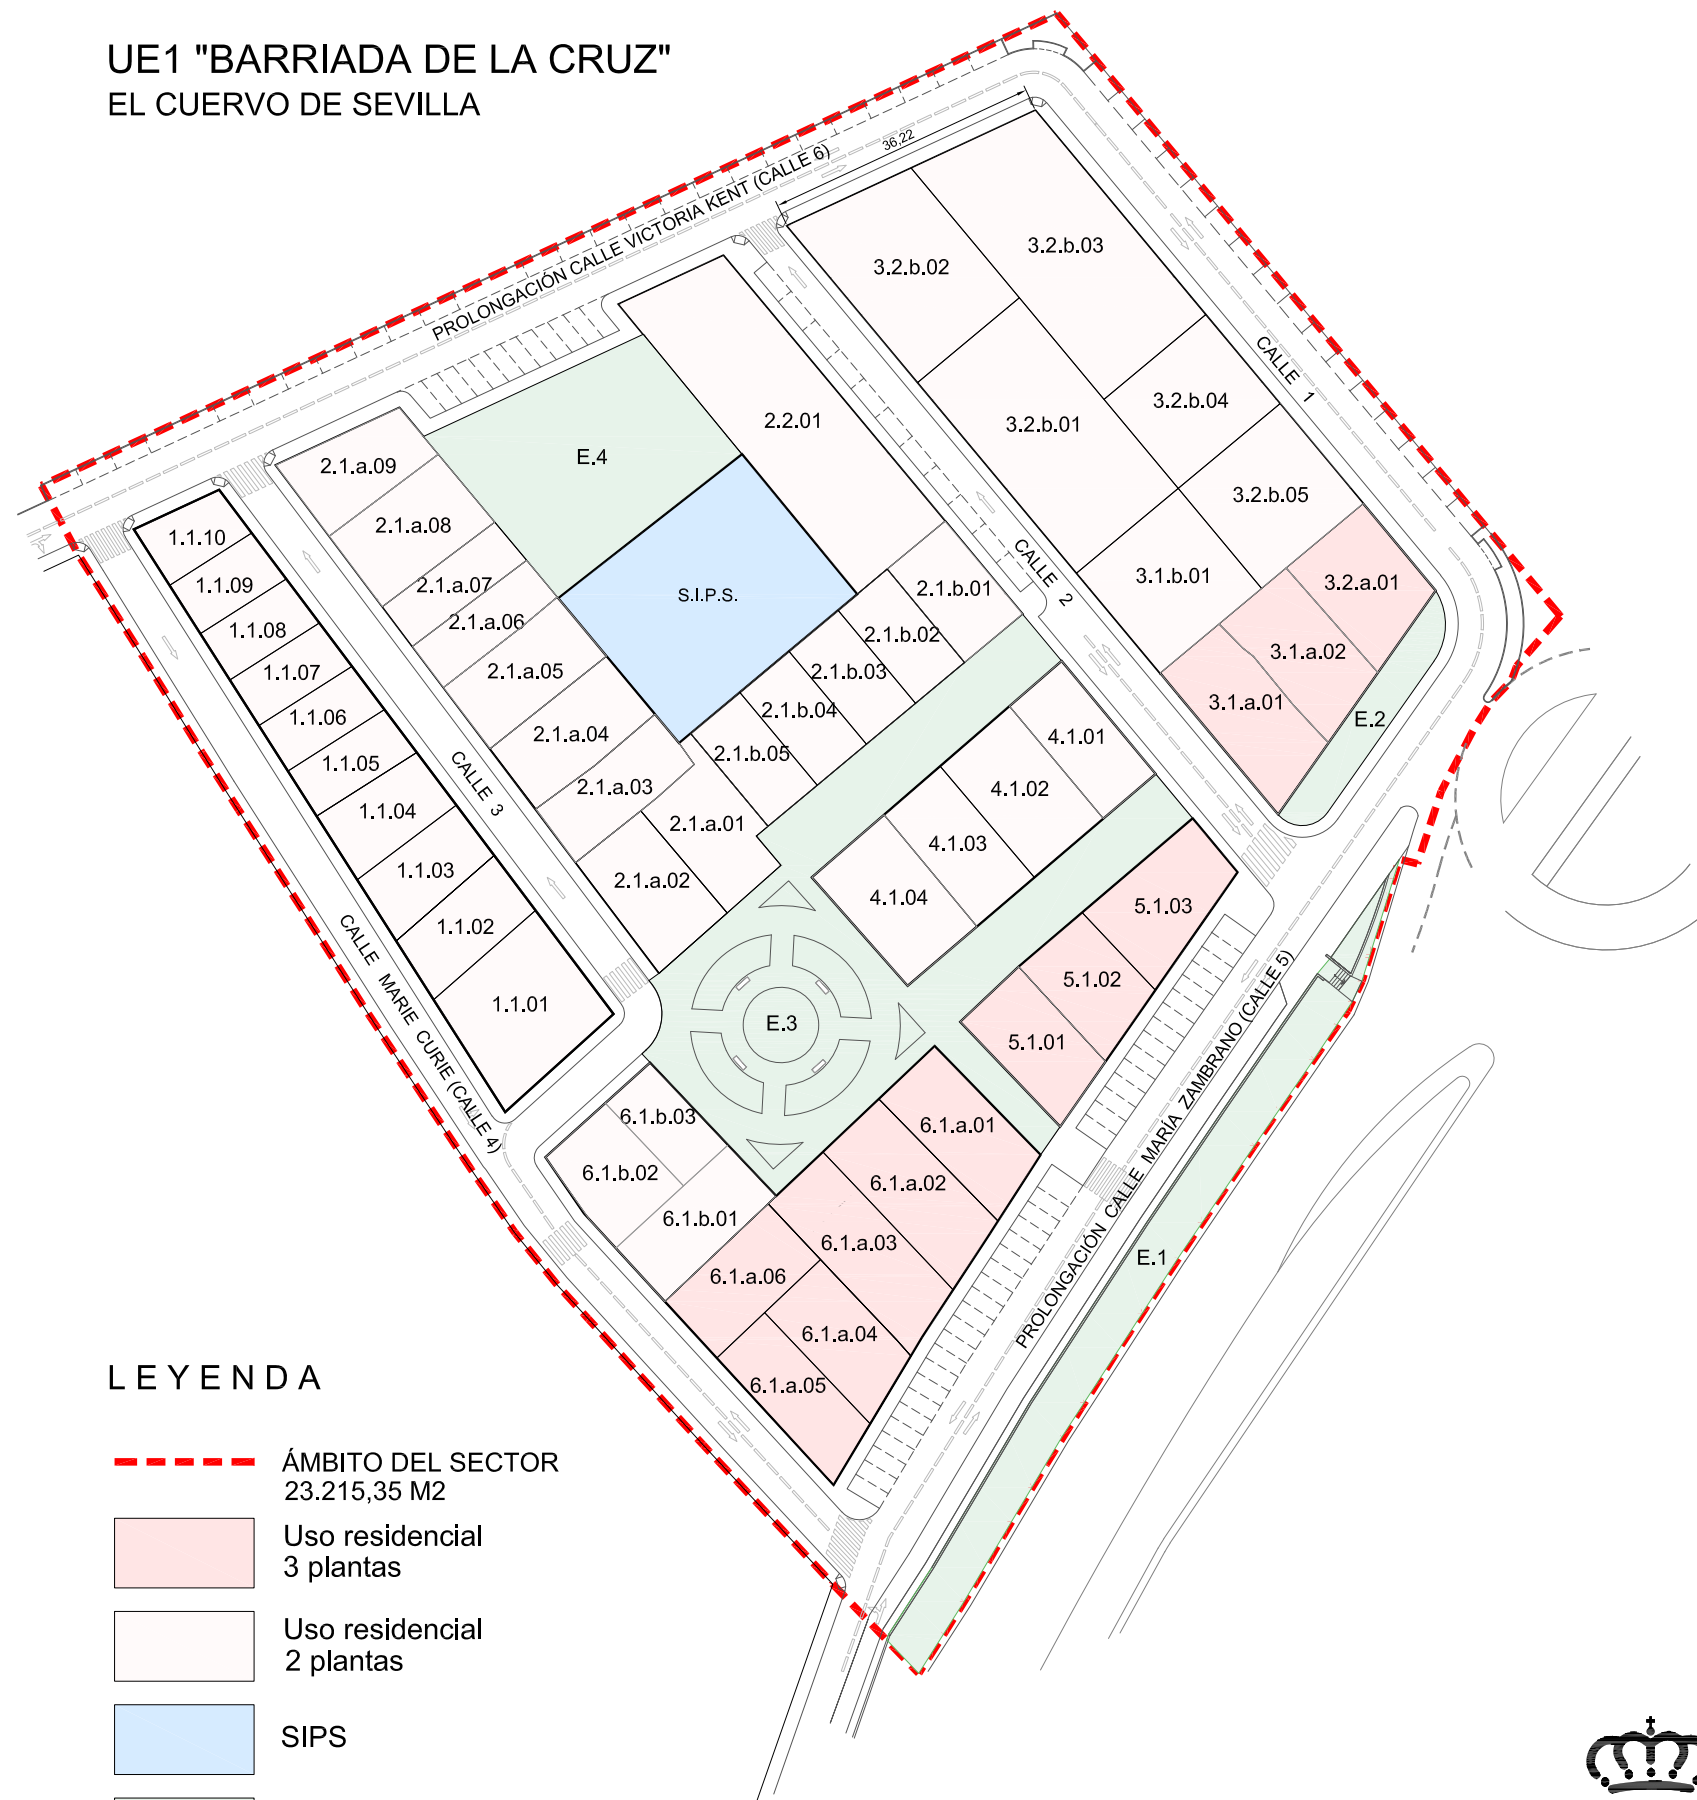 UE1 "BARRIADA DE LA CRUZ"
EL CUERVO DE SEVILLA
36,22
PROLONGACIÓN CALLE VICTORIA KENT (CALLE 6)
3.2.b.03
3.2.b.02
CALLE 1
3.2.b.04
3.2.b.01
2.2.01
E.4
2.1.a.09
3.2.b.05
2.1.a.08
1.1.10
CALLE 2
3.1.b.01
3.2.a.01
2.1.a.07
1.1.09
S.I.P.S.
2.1.b.01
2.1.a.06
1.1.08
2.1.b.02
3.1.a.02
2.1.a.05
1.1.07
2.1.b.03
3.1.a.01
E.2
1.1.06
2.1.b.04
2.1.a.04
4.1.01
1.1.05
2.1.b.05
CALLE 3
2.1.a.03
4.1.02
1.1.04
2.1.a.01
4.1.03
1.1.03
2.1.a.02
4.1.04
5.1.03
1.1.02
CALLE MARIE CURIE (CALLE 4)
5.1.02
1.1.01
E.3
5.1.01
PROLONGACIÓN CALLE MARÍA ZAMBRANO (CALLE 5)
6.1.b.03
6.1.a.01
6.1.b.02
6.1.a.02
6.1.b.01
6.1.a.03
E.1
6.1.a.06
6.1.a.04
6.1.a.05
LEYENDA
ÁMBITO DEL SECTOR
23.215,35 M2
Uso residencial
3 plantas
Uso residencial
2 plantas
SIPS